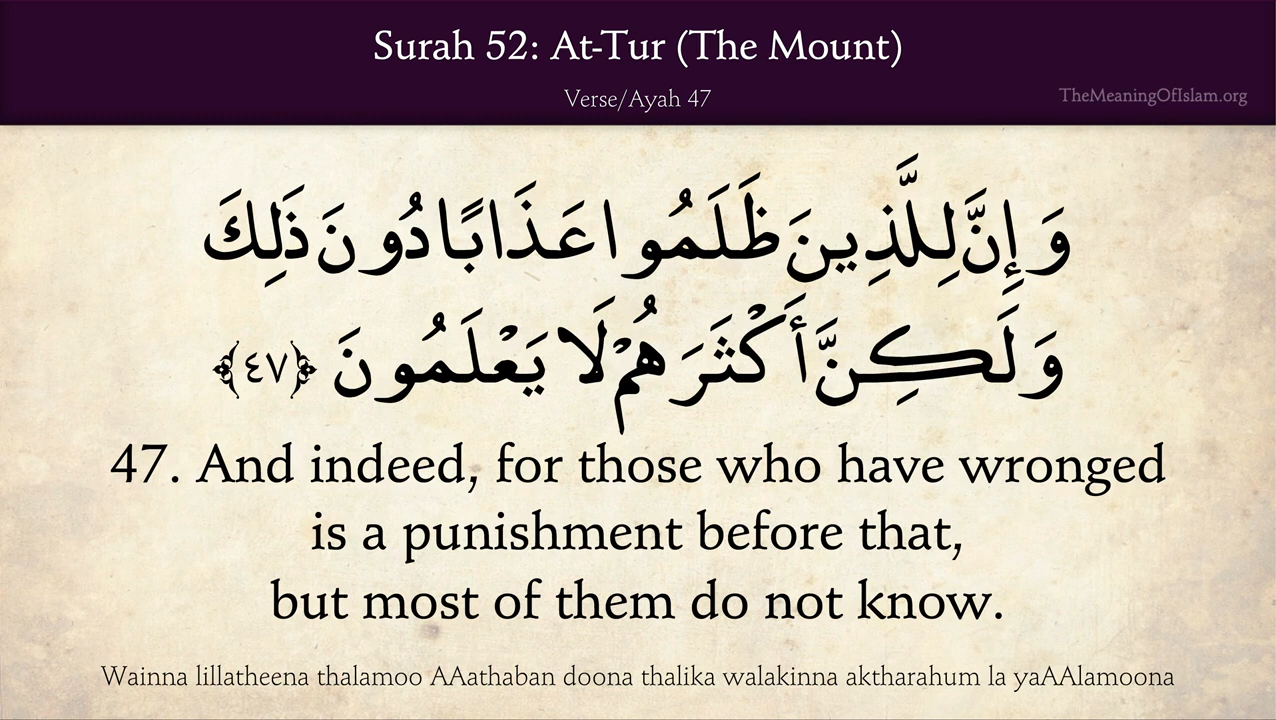 Surah 52: At-Tur (The Mount)
Verse/Ayah 47
TheMeaningOfIslam.org
وَإِنَّ لِلَّذِينَ ظَلَمُوا عَذَابًا دُونَ ذَلِكَ
وَلَكِنَّ أَكْثَرَهُمْ لَا يَعْلَمُونَ ﴿٤٧﴾
47. And indeed, for those who have wronged
is a punishment before that,
but most of them do not know.
Wainna lillatheena thalamoo AAathaban doona thalika walakinna aktharahum la yaAAlamoona